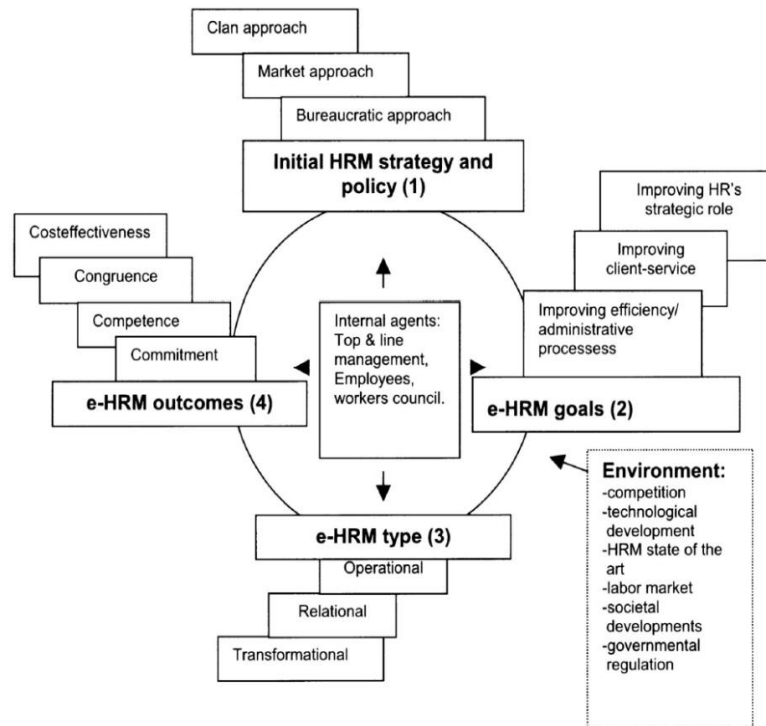 Clan approach
Market approach
Bureaucratic approach
Initial HRM strategy and
policy (1)
Improving HR's
strategic role
Improving
client-service
Improving efficiency/
administrative
processess
e-HRM goals (2)
Costeffectiveness
Congruence
Competence
Commitment
e-HRM outcomes (4)
Internal agents:
Top & line
management,
Employees,
workers council.
Environment:
-competition
-technological
development
-HRM state of the
art
-labor market
-societal
developments
-governmental
regulation
e-HRM type (3)
Operational
Relational
Transformational